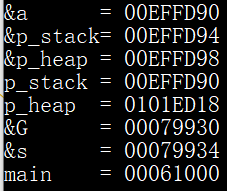 &a      = 00EFFD90
&p_stack= 00EFFD94
&p_heap = 00EFFD98
p_stack = 00EFFD90
p_heap  = 0101ED18
&G      = 00079930
&s      = 00079934
main    = 00061000